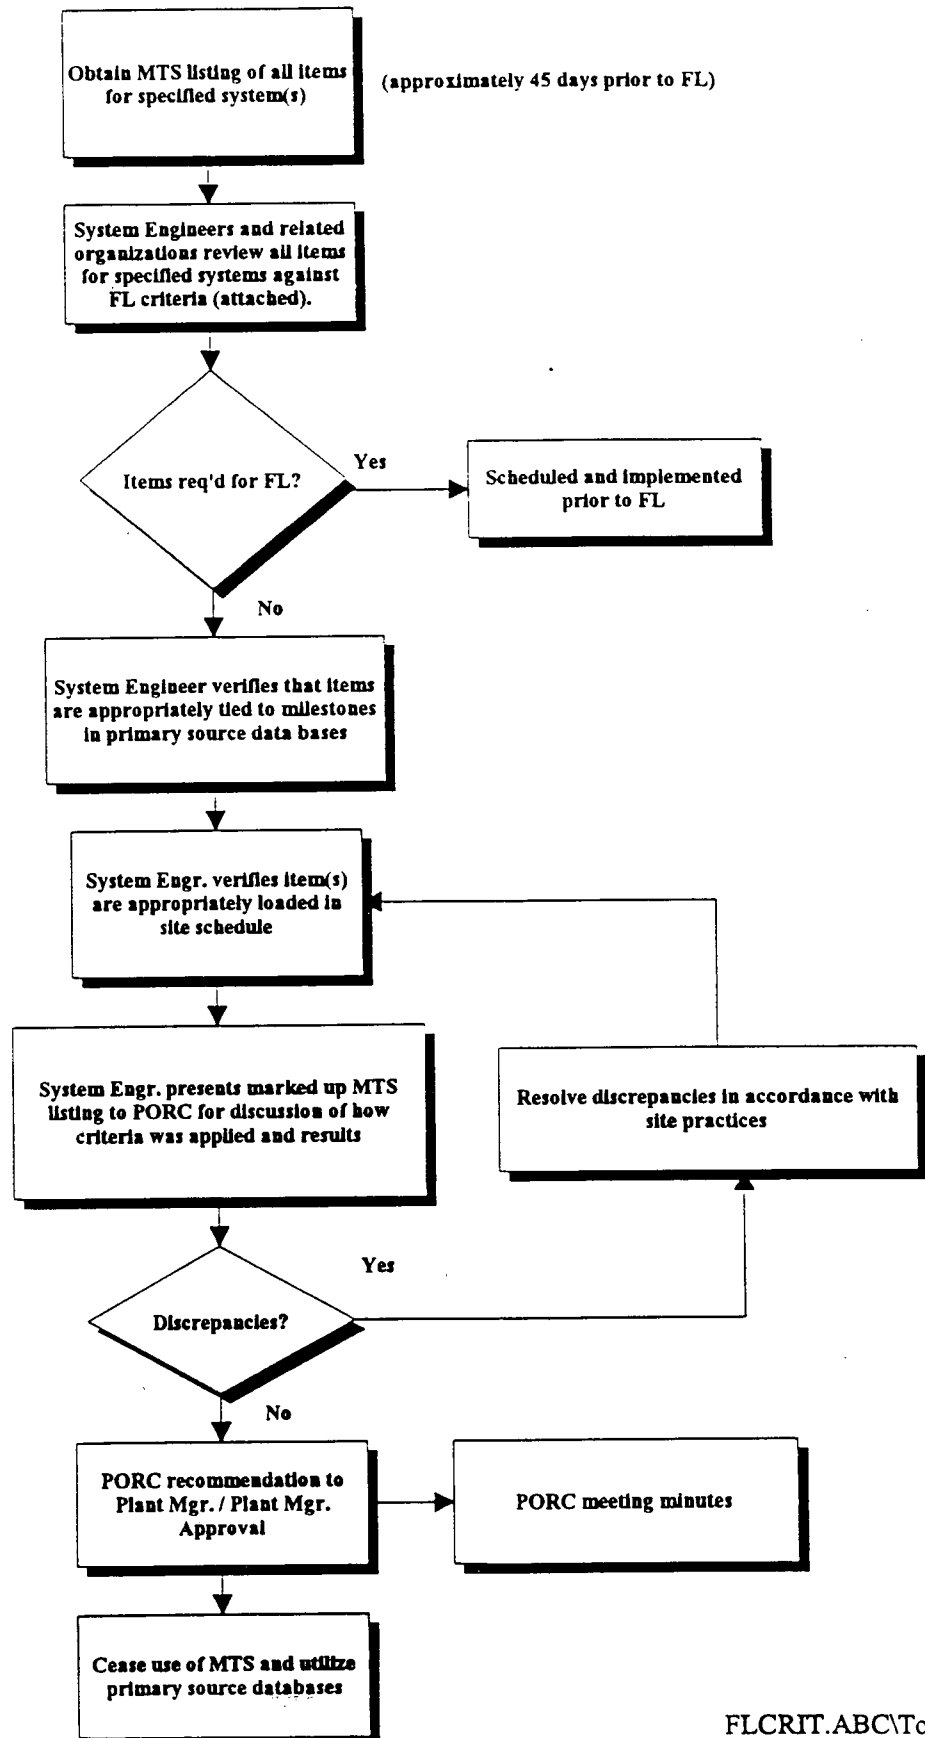 Obtain MTS listing of all items
for specified system(s)
(approximately 45 days prior to FL)
System Engineers and related
organizations review all items
for specified systems against
FL criteria (attached).
Items req'd for FL?
Yes
Scheduled and implemented
prior to FL
No
System Engineer verifies that items
are appropriately tied to milestones
in primary source data bases
System Engr. verifies item(s)
are appropriately loaded in
site schedule
System Engr. presents marked up MTS
listing to PORC for discussion of how
criteria was applied and results
Resolve discrepancies in accordance with
site practices
Yes
Discrepancies?
No
PORC recommendation to
Plant Mgr. / Plant Mgr.
Approval
PORC meeting minutes
Cease use of MTS and utilize
primary source databases
FLCRIT.ABC\To